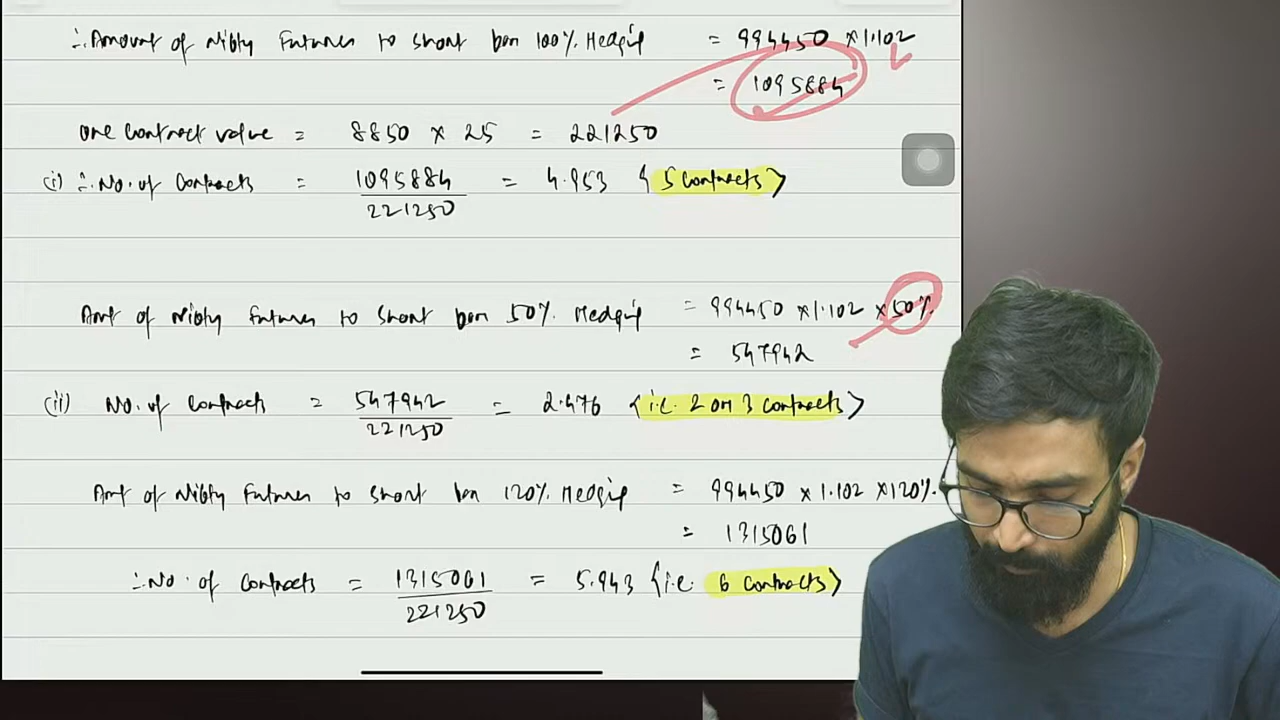 ∴ Amount of Nifty Futures to short for 100% Hedging = 994450 × 1.102
= 1095884
One contract value = 8850 × 25 = 221250
(i) ∴ No. of Contracts = 1095884 / 221250 = 4.953 {5 contracts}
Amt of Nifty Futures to short for 50% Hedging = 994450 × 1.102 × 50%
= 547942
(ii) No. of Contracts = 547942 / 221250 = 2.476 {i.e. 2 or 3 contracts}
Amt of Nifty Futures to short for 120% Hedging = 994450 × 1.102 × 120%.
= 1315061
∴ No. of Contracts = 1315061 / 221250 = 5.943 {i.e. 6 contracts}